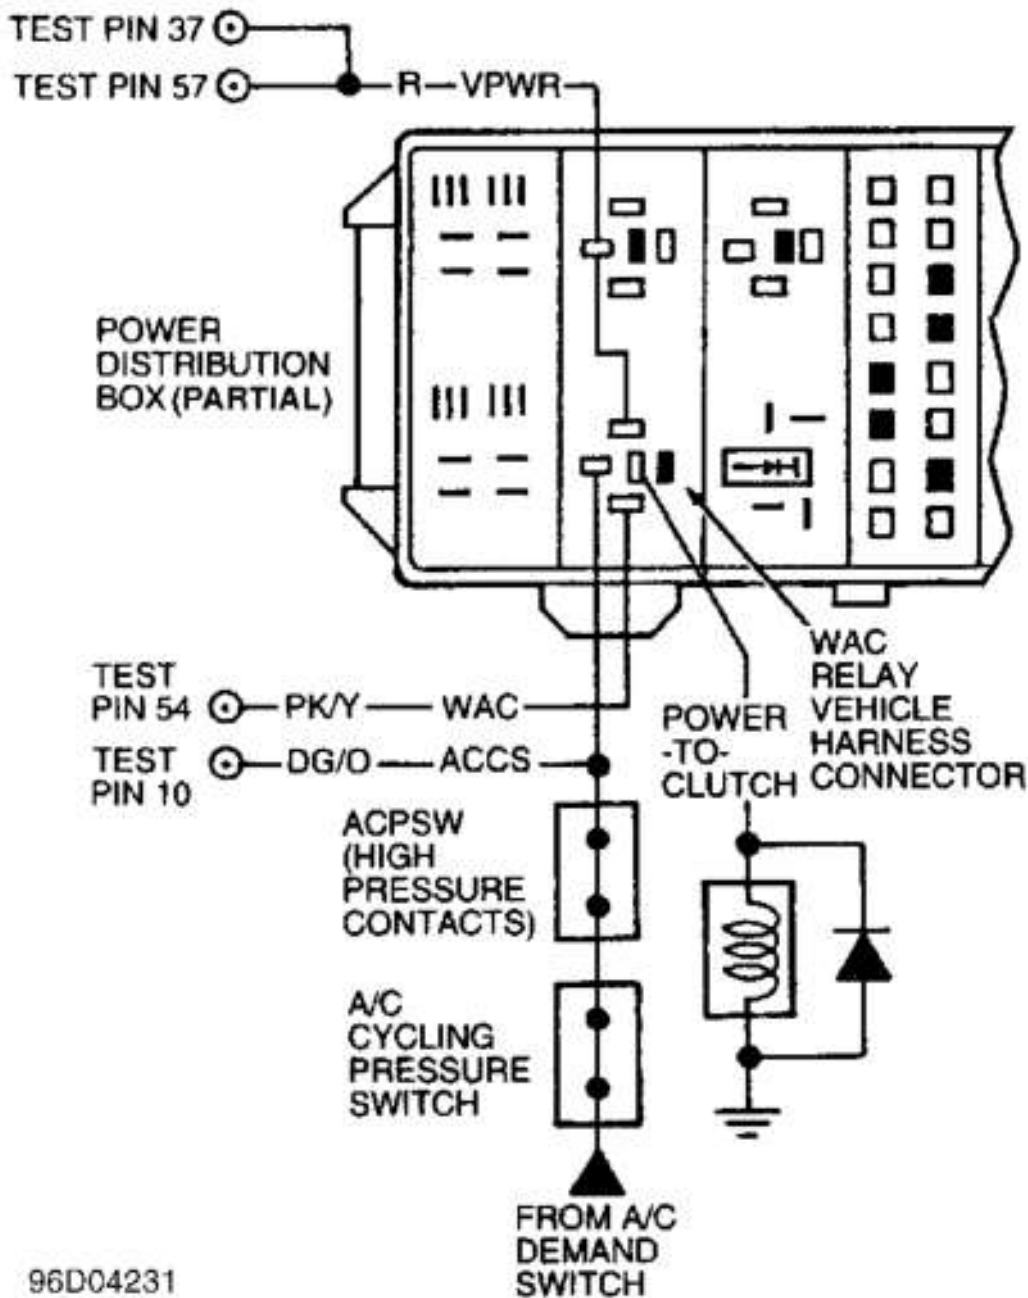 TEST PIN 37
TEST PIN 57
R
VPWR
POWER
DISTRIBUTION
BOX (PARTIAL)
TEST
PIN 54
PK/Y
WAC
TEST
PIN 10
DG/O
ACCS
POWER
-TO-
CLUTCH
WAC
RELAY
VEHICLE
HARNESS
CONNECTOR
ACPSW
(HIGH
PRESSURE
CONTACTS)
A/C
CYCLING
PRESSURE
SWITCH
FROM A/C
DEMAND
SWITCH
96D04231